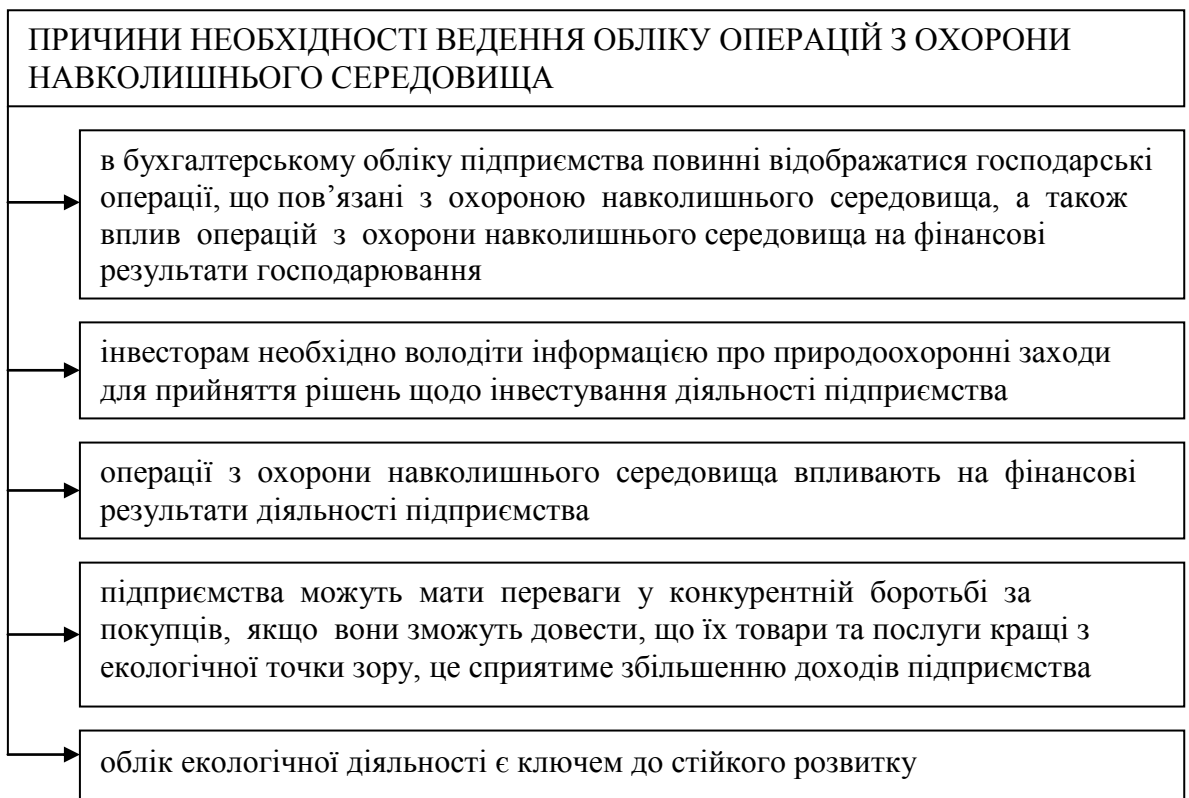 ПРИЧИНИ НЕОБХІДНОСТІ ВЕДЕННЯ ОБЛІКУ ОПЕРАЦІЙ З ОХОРОНИ
НАВКОЛИШНЬОГО СЕРЕДОВИЩА
в бухгалтерському обліку підприємства повинні відображатися господарські
операції, що пов’язані з охороною навколишнього середовища, а також
вплив операцій з охорони навколишнього середовища на фінансові
результати господарювання
інвесторам необхідно володіти інформацією про природоохоронні заходи
для прийняття рішень щодо інвестування діяльності підприємства
операції з охорони навколишнього середовища впливають на фінансові
результати діяльності підприємства
підприємства можуть мати переваги у конкурентній боротьбі за
покупців, якщо вони зможуть довести, що їх товари та послуги кращі з
екологічної точки зору, це сприятиме збільшенню доходів підприємства
облік екологічної діяльності є ключем до стійкого розвитку